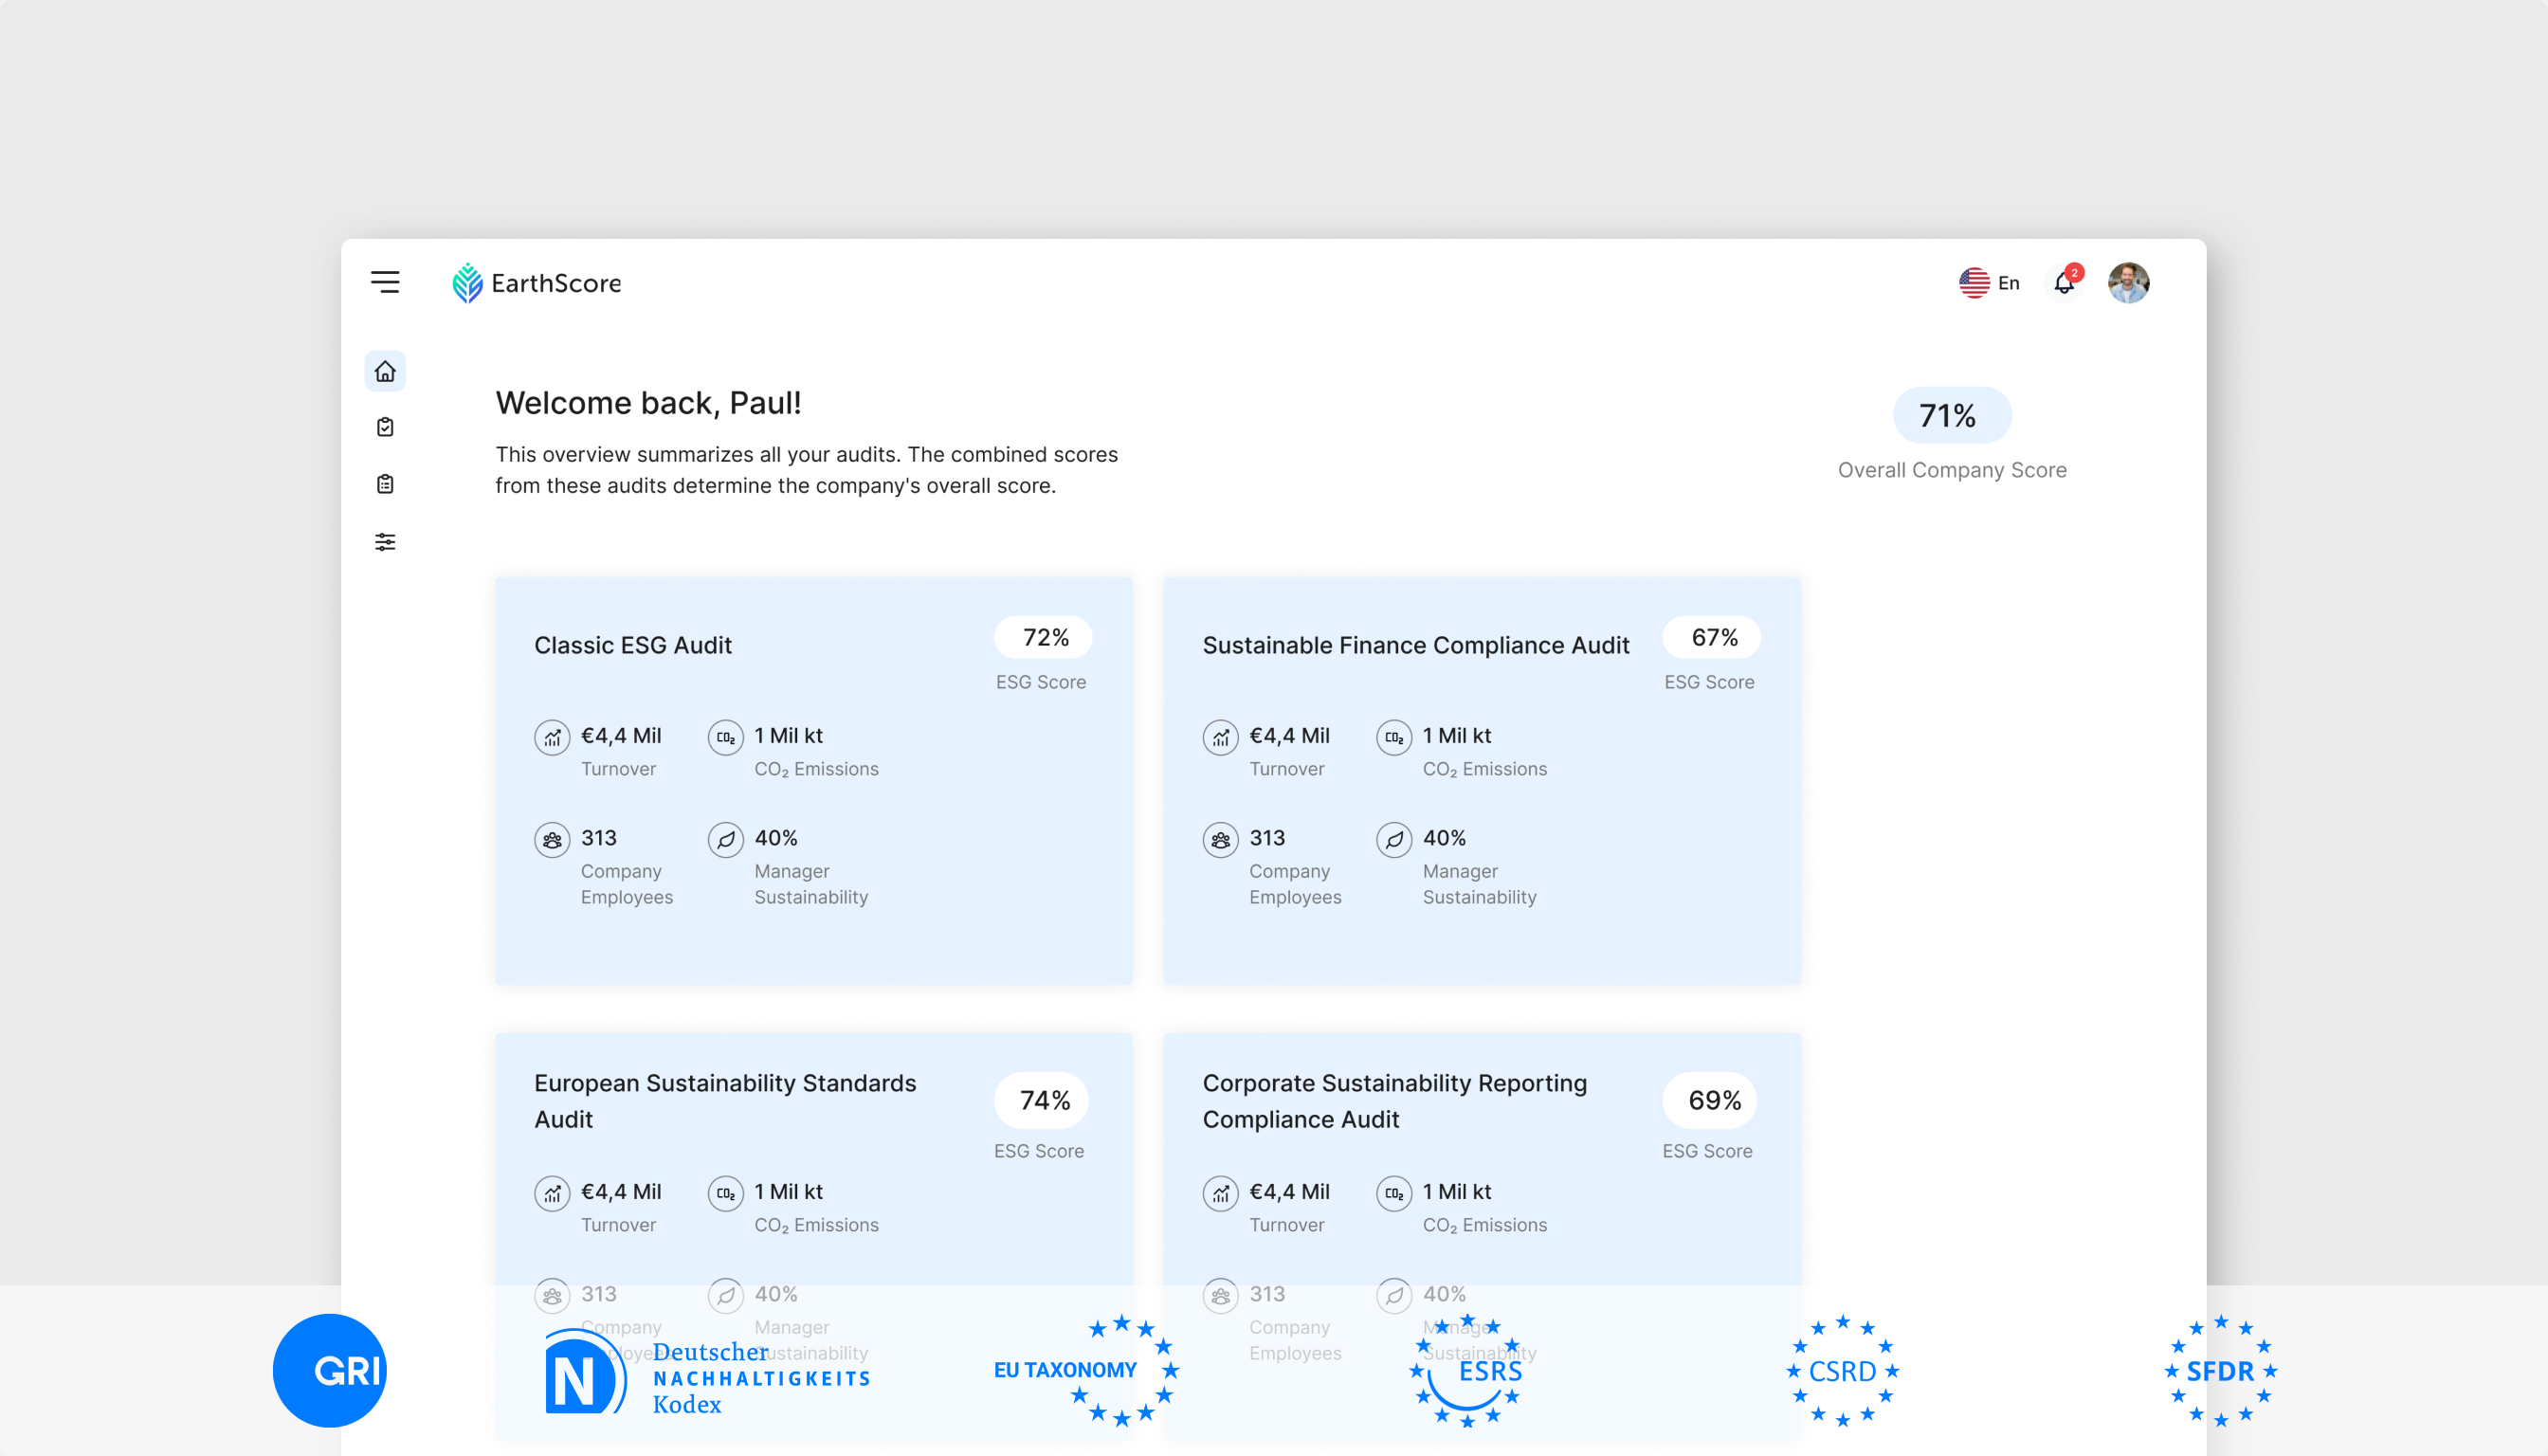 EarthScore
En
2
Welcome back, Paul!
This overview summarizes all your audits. The combined scores
from these audits determine the company's overall score.
71%
Overall Company Score
Classic ESG Audit
72%
ESG Score
€4,4 Mil
Turnover
1 Mil kt
CO₂ Emissions
313
Company
Employees
40%
Manager
Sustainability
Sustainable Finance Compliance Audit
67%
ESG Score
€4,4 Mil
Turnover
1 Mil kt
CO₂ Emissions
313
Company
Employees
40%
Manager
Sustainability
European Sustainability Standards
Audit
74%
ESG Score
€4,4 Mil
Turnover
1 Mil kt
CO₂ Emissions
313
Company
Employees
40%
Manager
Sustainability
Corporate Sustainability Reporting
Compliance Audit
69%
ESG Score
€4,4 Mil
Turnover
1 Mil kt
CO₂ Emissions
313
Company
Employees
40%
Manager
Sustainability
GRI
N
Deutscher
NACHHALTIGKEITS
Kodex
EU TAXONOMY
ESRS
CSRD
SFDR